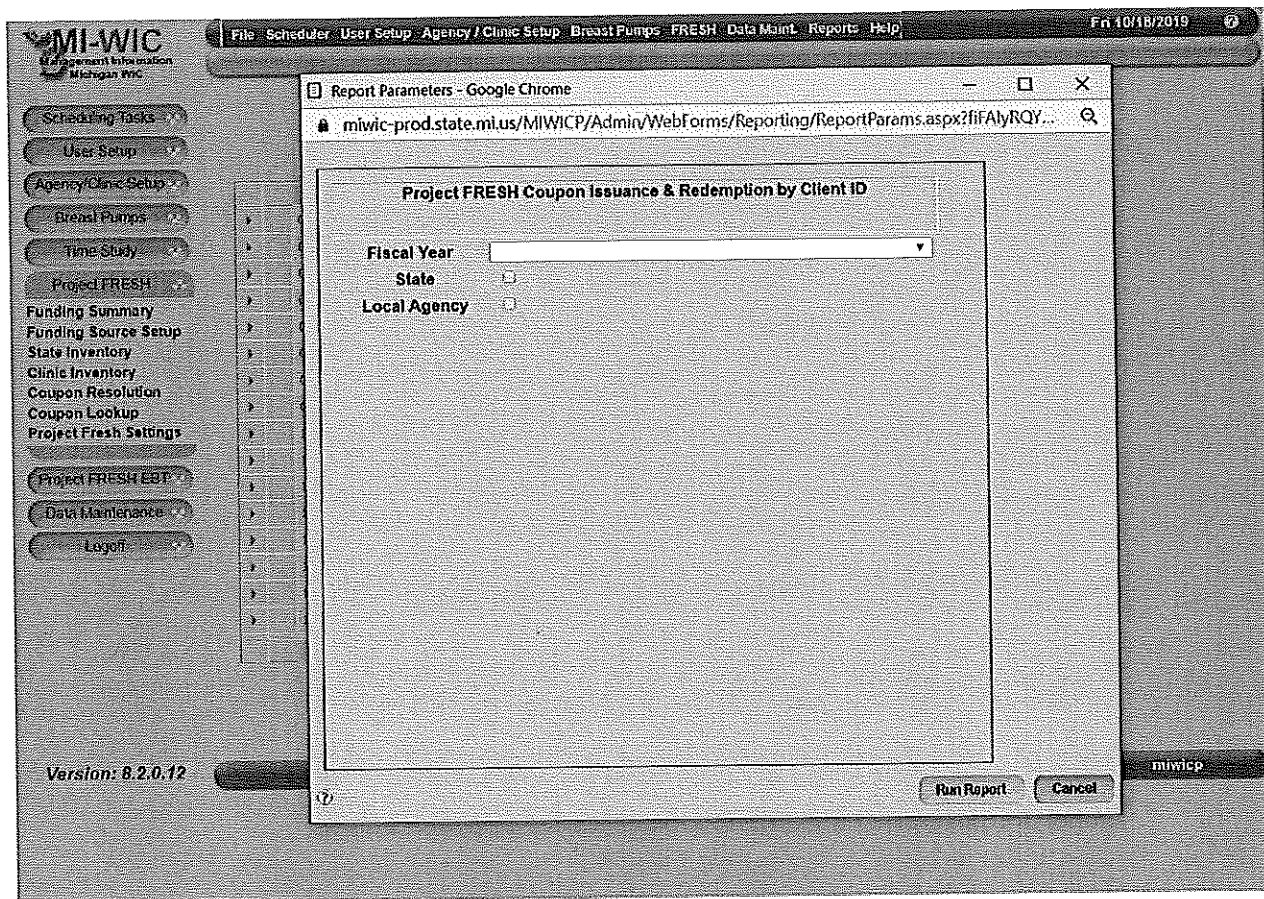 MI-WIC
Management Information
Michigan WIC
File Scheduler User Setup Agency / Clinic Setup Breast Pumps FRESH Data Maint. Reports Help
Fri 10/18/2019
Scheduling Tasks
User Setup
Agency/Clinic Setup
Breast Pumps
Time Study
Project FRESH
Funding Summary
Funding Source Setup
State Inventory
Clinic Inventory
Coupon Resolution
Coupon Lookup
Project Fresh Settings
Project FRESH EBT
Data Maintenance
Logoff
Version: 8.2.0.12
Report Parameters - Google Chrome
miwic-prod.state.mi.us/MIWICP/Admin/WebForms/Reporting/ReportParams.aspx?fiFAlyRQY...
Project FRESH Coupon Issuance & Redemption by Client ID
Fiscal Year
State
Local Agency
Run Report
Cancel
miwicp